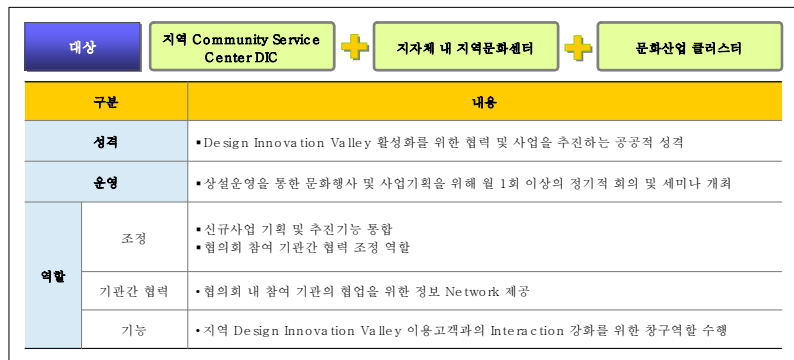 대상
지역 Community Service
Center DIC
지자체 내 지역문화센터
문화산업 클러스터
구분
내용
성격
▪Design Innovation Valley 활성화를 위한 협력 및 사업을 추진하는 공공적 성격
운영
▪상설운영을 통한 문화행사 및 사업기획을 위해 월 1회 이상의 정기적 회의 및 세미나 개최
역할
조정
▪신규사업 기획 및 추진기능 통합
▪협의회 참여 기관간 협력 조정 역할
기관간 협력
•협의회 내 참여 기관의 협업을 위한 정보 Network 제공
기능
•지역 Design Innovation Valley 이용고객과의 Interaction 강화를 위한 창구역할 수행